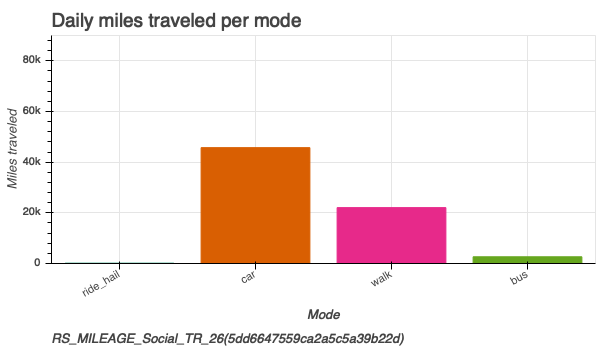 Daily miles traveled per mode
Miles traveled
80k
60k
40k
20k
0
ride_hail
car
walk
bus
Mode
RS_MILEAGE_Social_TR_26(5dd6647559ca2a5c5a39b22d)